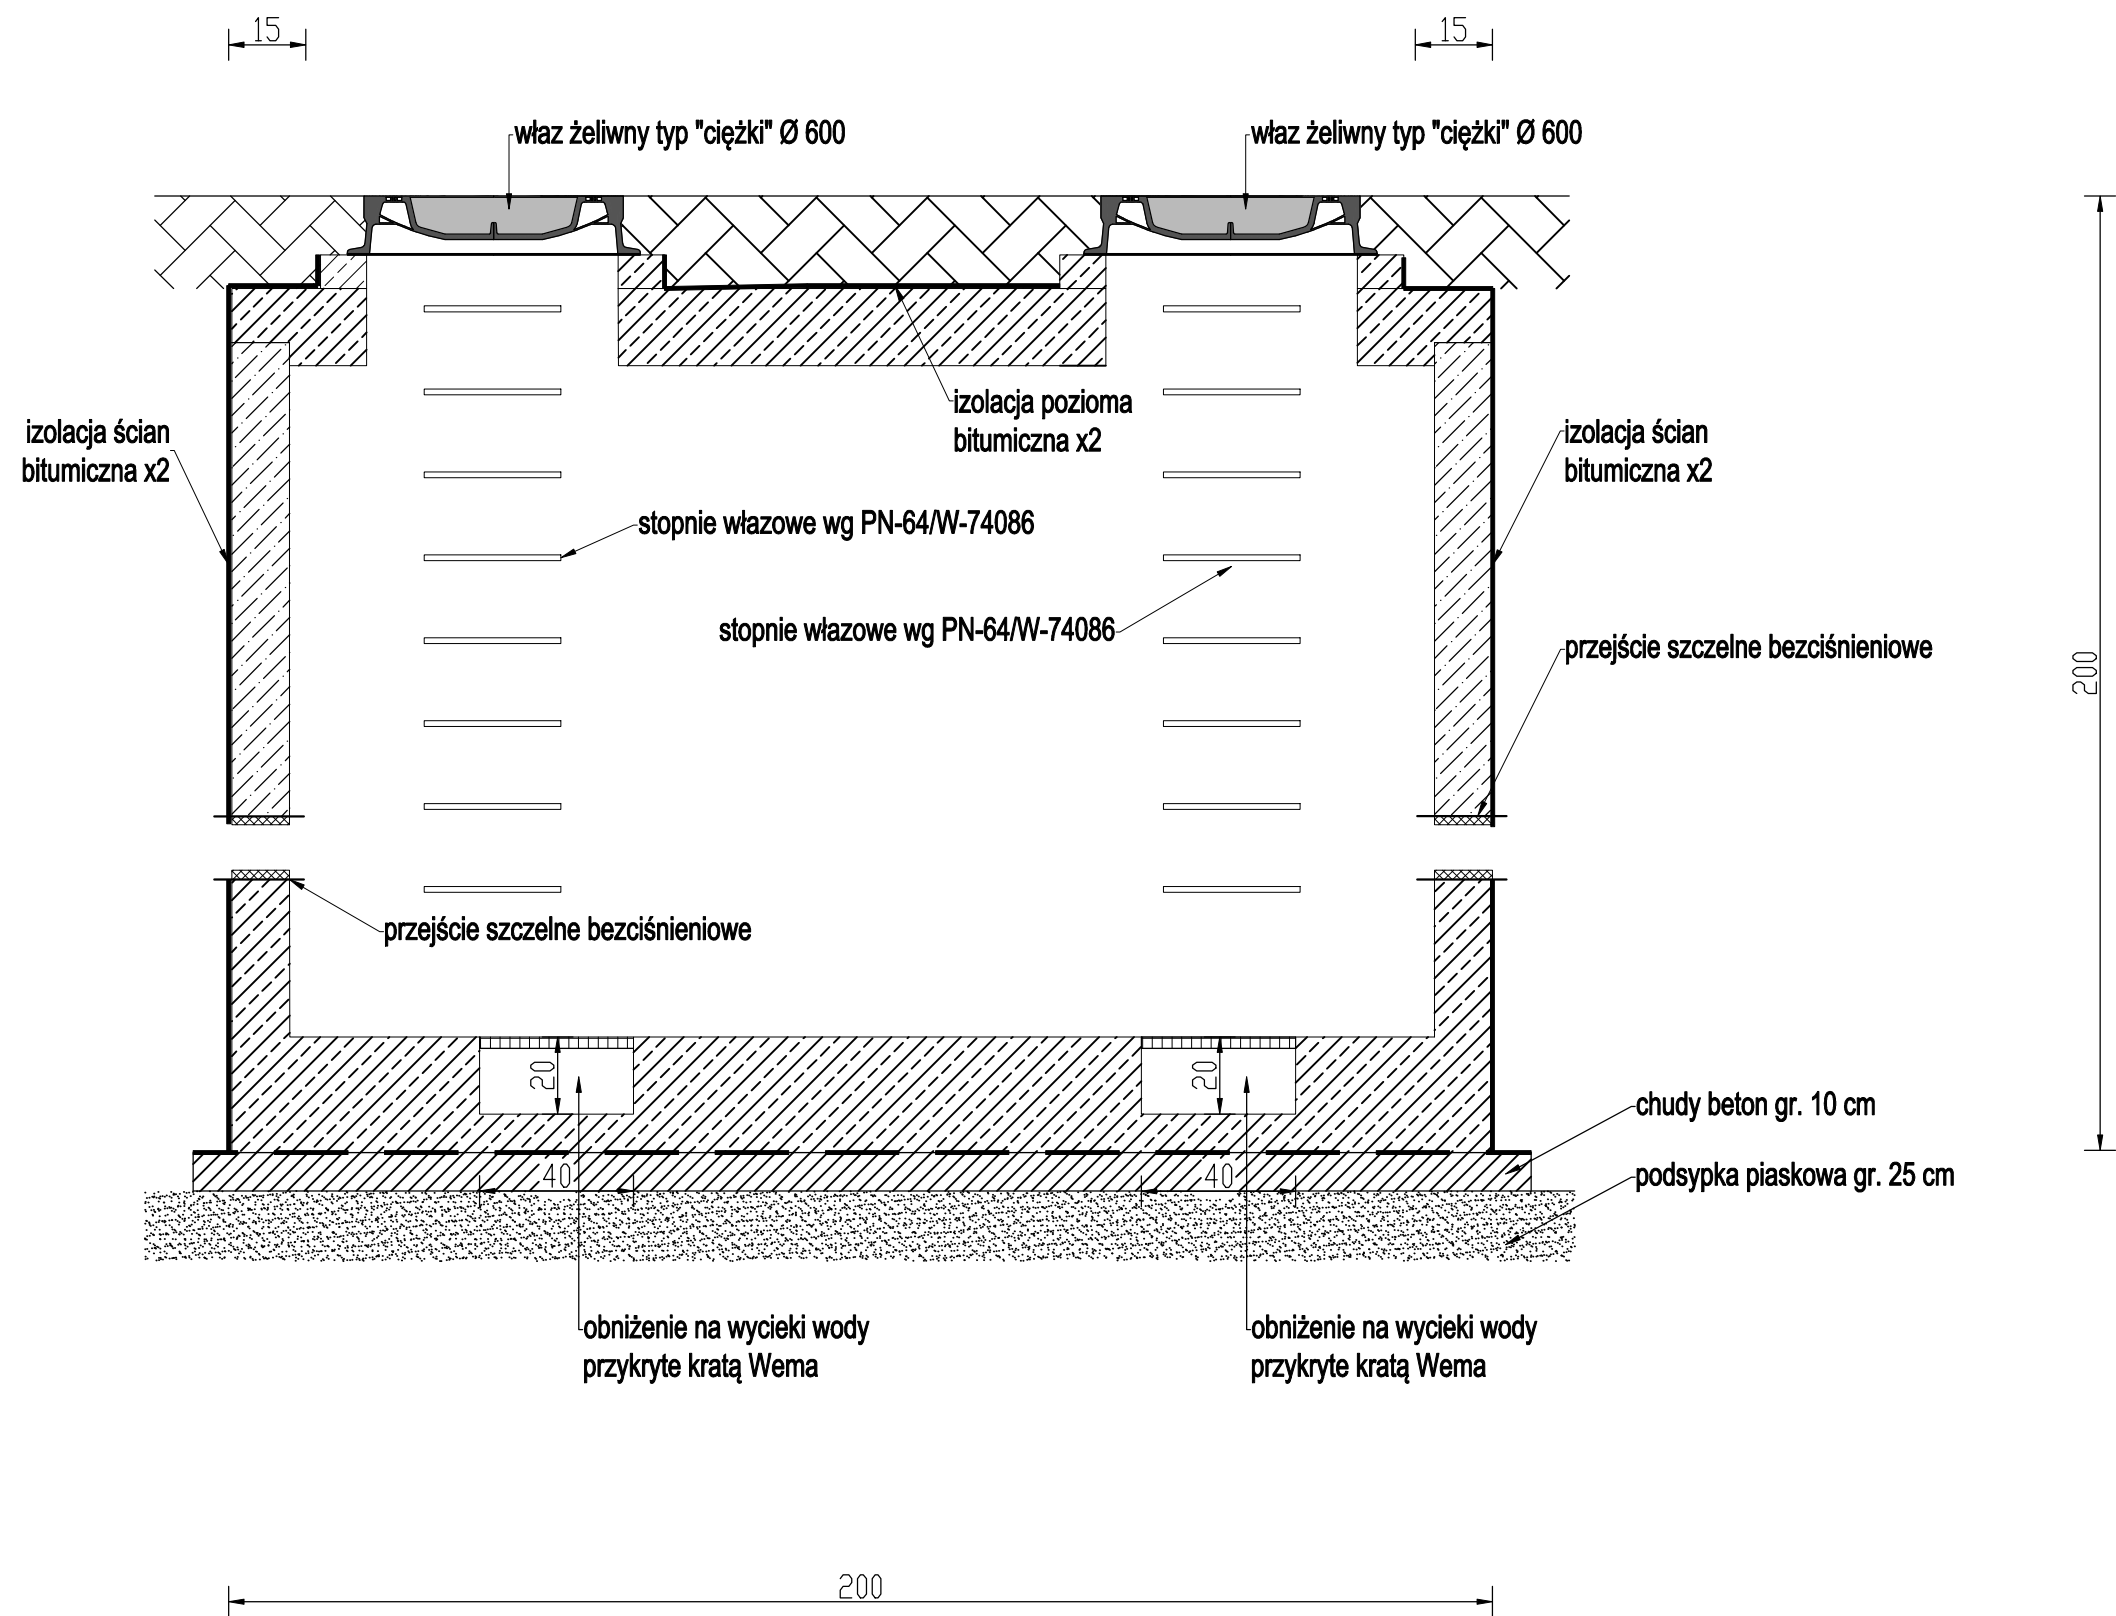 15
15
właz żeliwny typ "ciężki" Ø 600
właz żeliwny typ "ciężki" Ø 600
izolacja pozioma
bitumiczna x2
izolacja ścian
bitumiczna x2
izolacja ścian
bitumiczna x2
stopnie włazowe wg PN-64/W-74086
stopnie włazowe wg PN-64/W-74086
przejście szczelne bezciśnieniowe
200
przejście szczelne bezciśnieniowe
20
20
chudy beton gr. 10 cm
40
40
podsypka piaskowa gr. 25 cm
obniżenie na wycieki wody
przykryte kratą Wema
obniżenie na wycieki wody
przykryte kratą Wema
200